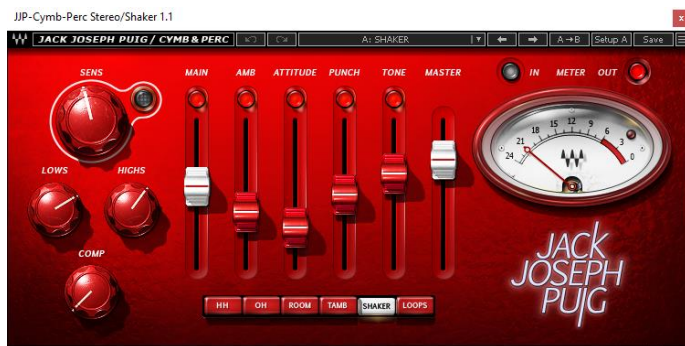 JJP-Cymb-Perc Stereo/Shaker 1.1
x
JACK JOSEPH PUIG / CYMB & PERC
A: SHAKER
A→B
Setup A
Save
SENS
MAIN AMB ATTITUDE PUNCH TONE MASTER
IN METER OUT
24 21 18 15 12 9 6 3 0
LOWS HIGHS
COMP
HH OH ROOM TAMB SHAKER LOOPS
JACK
JOSEPH
PUIG